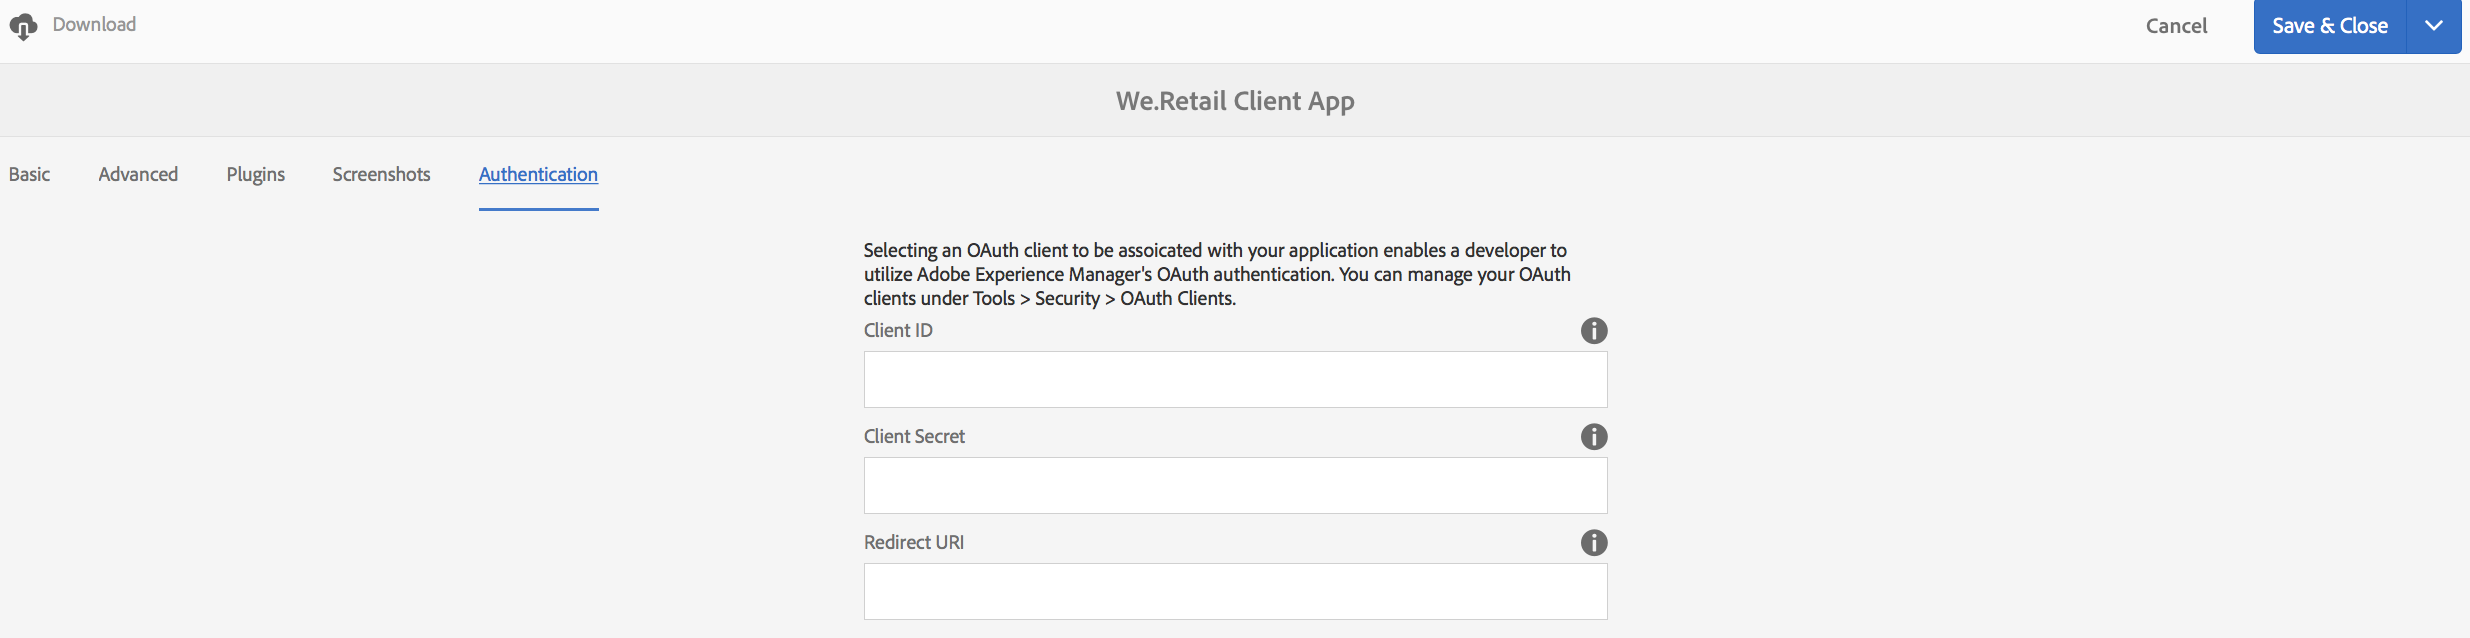 Download
Cancel
Save & Close
We.Retail Client App
Basic
Advanced
Plugins
Screenshots
Authentication
Selecting an OAuth client to be assoicated with your application enables a developer to
utilize Adobe Experience Manager's OAuth authentication. You can manage your OAuth
clients under Tools > Security > OAuth Clients.
Client ID
Client Secret
Redirect URI